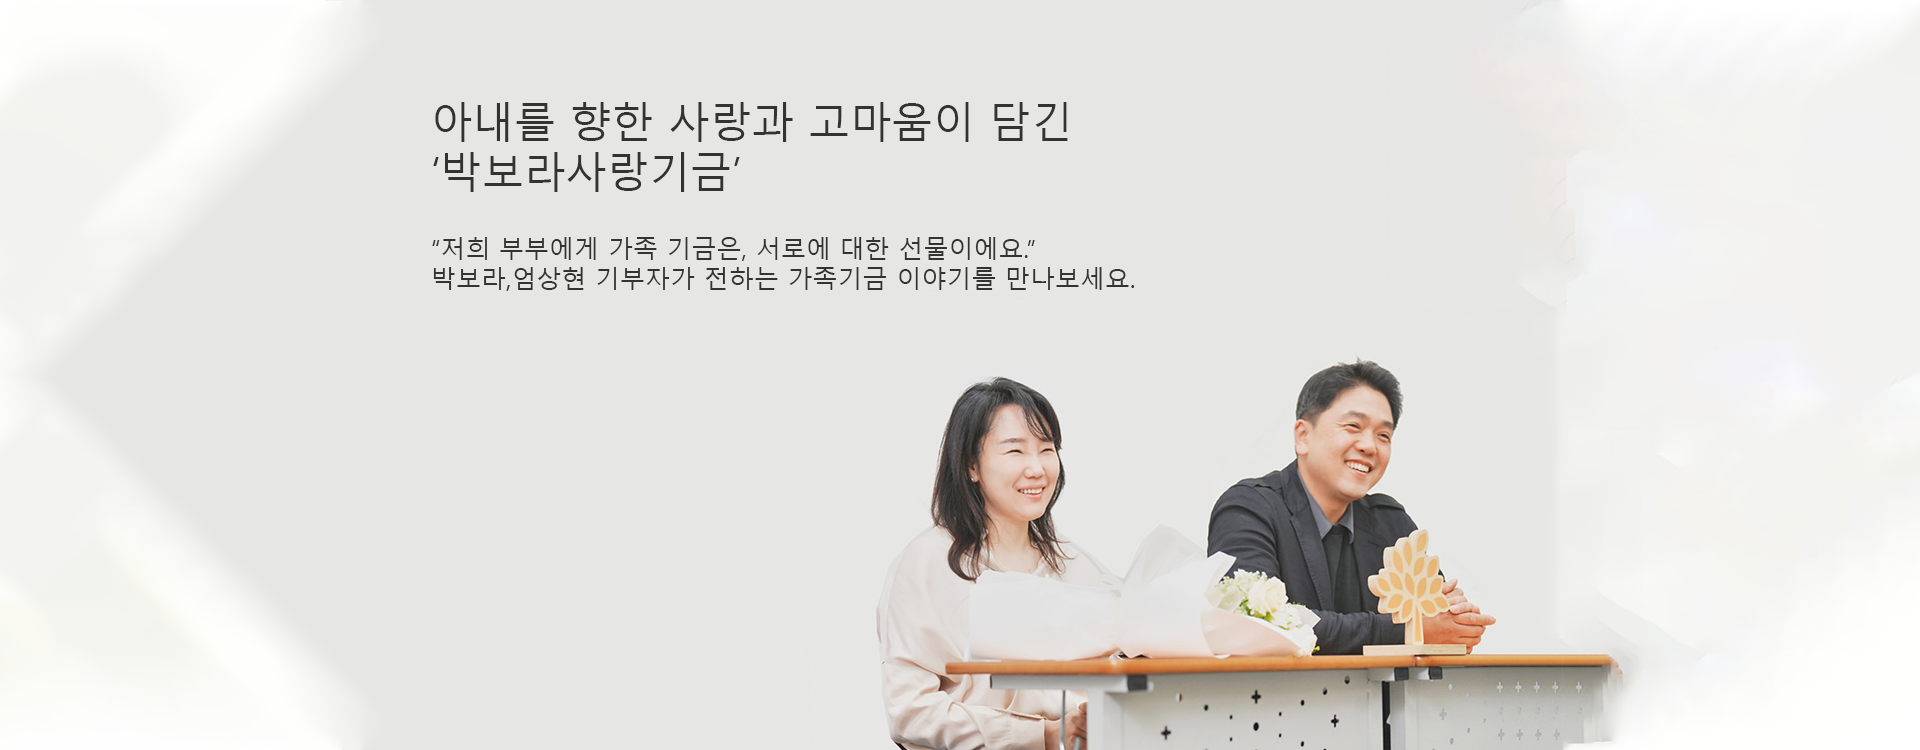 아내를 향한 사랑과 고마움이 담긴
‘박보라사랑기금’
“저희 부부에게 가족 기금은, 서로에 대한 선물이에요.”
박보라,엄상현 기부자가 전하는 가족기금 이야기를 만나보세요.